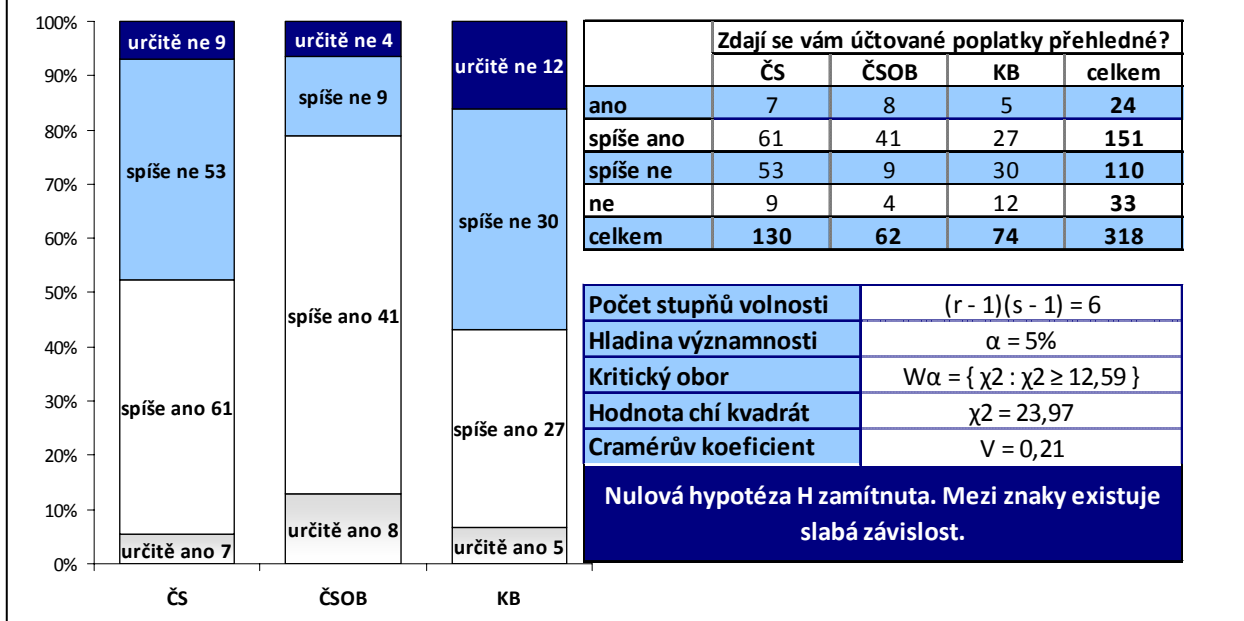 100%
90%
80%
70%
60%
50%
40%
30%
20%
10%
0%
určitě ne 9
spíše ne 53
spíše ano 61
určitě ano 7
určitě ne 4
spíše ne 9
spíše ano 41
určitě ano 8
určitě ne 12
spíše ne 30
spíše ano 27
určitě ano 5
ČS ČSOB KB
Zdají se vám účtované poplatky přehledné?
ČS ČSOB KB celkem
ano 7 8 5 24
spíše ano 61 41 27 151
spíše ne 53 9 30 110
ne 9 4 12 33
celkem 130 62 74 318
Počet stupňů volnosti (r - 1)(s - 1) = 6
Hladina významnosti α = 5%
Kritický obor Wα = { χ2 : χ2 ≥ 12,59 }
Hodnota chí kvadrát χ2 = 23,97
Cramérův koeficient V = 0,21
Nulová hypotéza H zamítnuta. Mezi znaky existuje
slabá závislost.